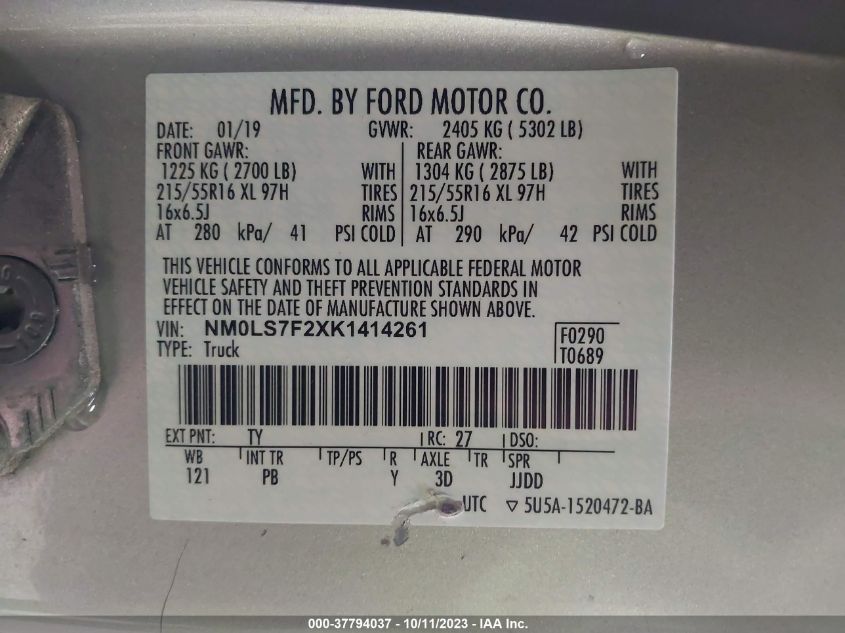 MFD. BY FORD MOTOR CO.
DATE: 01/19 GVWR: 2405 KG ( 5302 LB)
FRONT GAWR: REAR GAWR:
1225 KG ( 2700 LB) WITH 1304 KG ( 2875 LB) WITH
215/55R16 XL 97H TIRES 215/55R16 XL 97H TIRES
16x6.5J RIMS 16x6.5J RIMS
AT 280 kPa/ 41 PSI COLD AT 290 kPa/ 42 PSI COLD
THIS VEHICLE CONFORMS TO ALL APPLICABLE FEDERAL MOTOR
VEHICLE SAFETY AND THEFT PREVENTION STANDARDS IN
EFFECT ON THE DATE OF MANUFACTURE SHOWN ABOVE.
VIN: NM0LS7F2XK1414261
TYPE: Truck
F0290
T0689
EXT PNT: TY RC: 27 DSO:
WB INT TR TP/PS R AXLE TR SPR
121 PB Y 3D JJDD
UTC ▽ 5U5A-1520472-BA
000-37794037 - 10/11/2023 - IAA Inc.